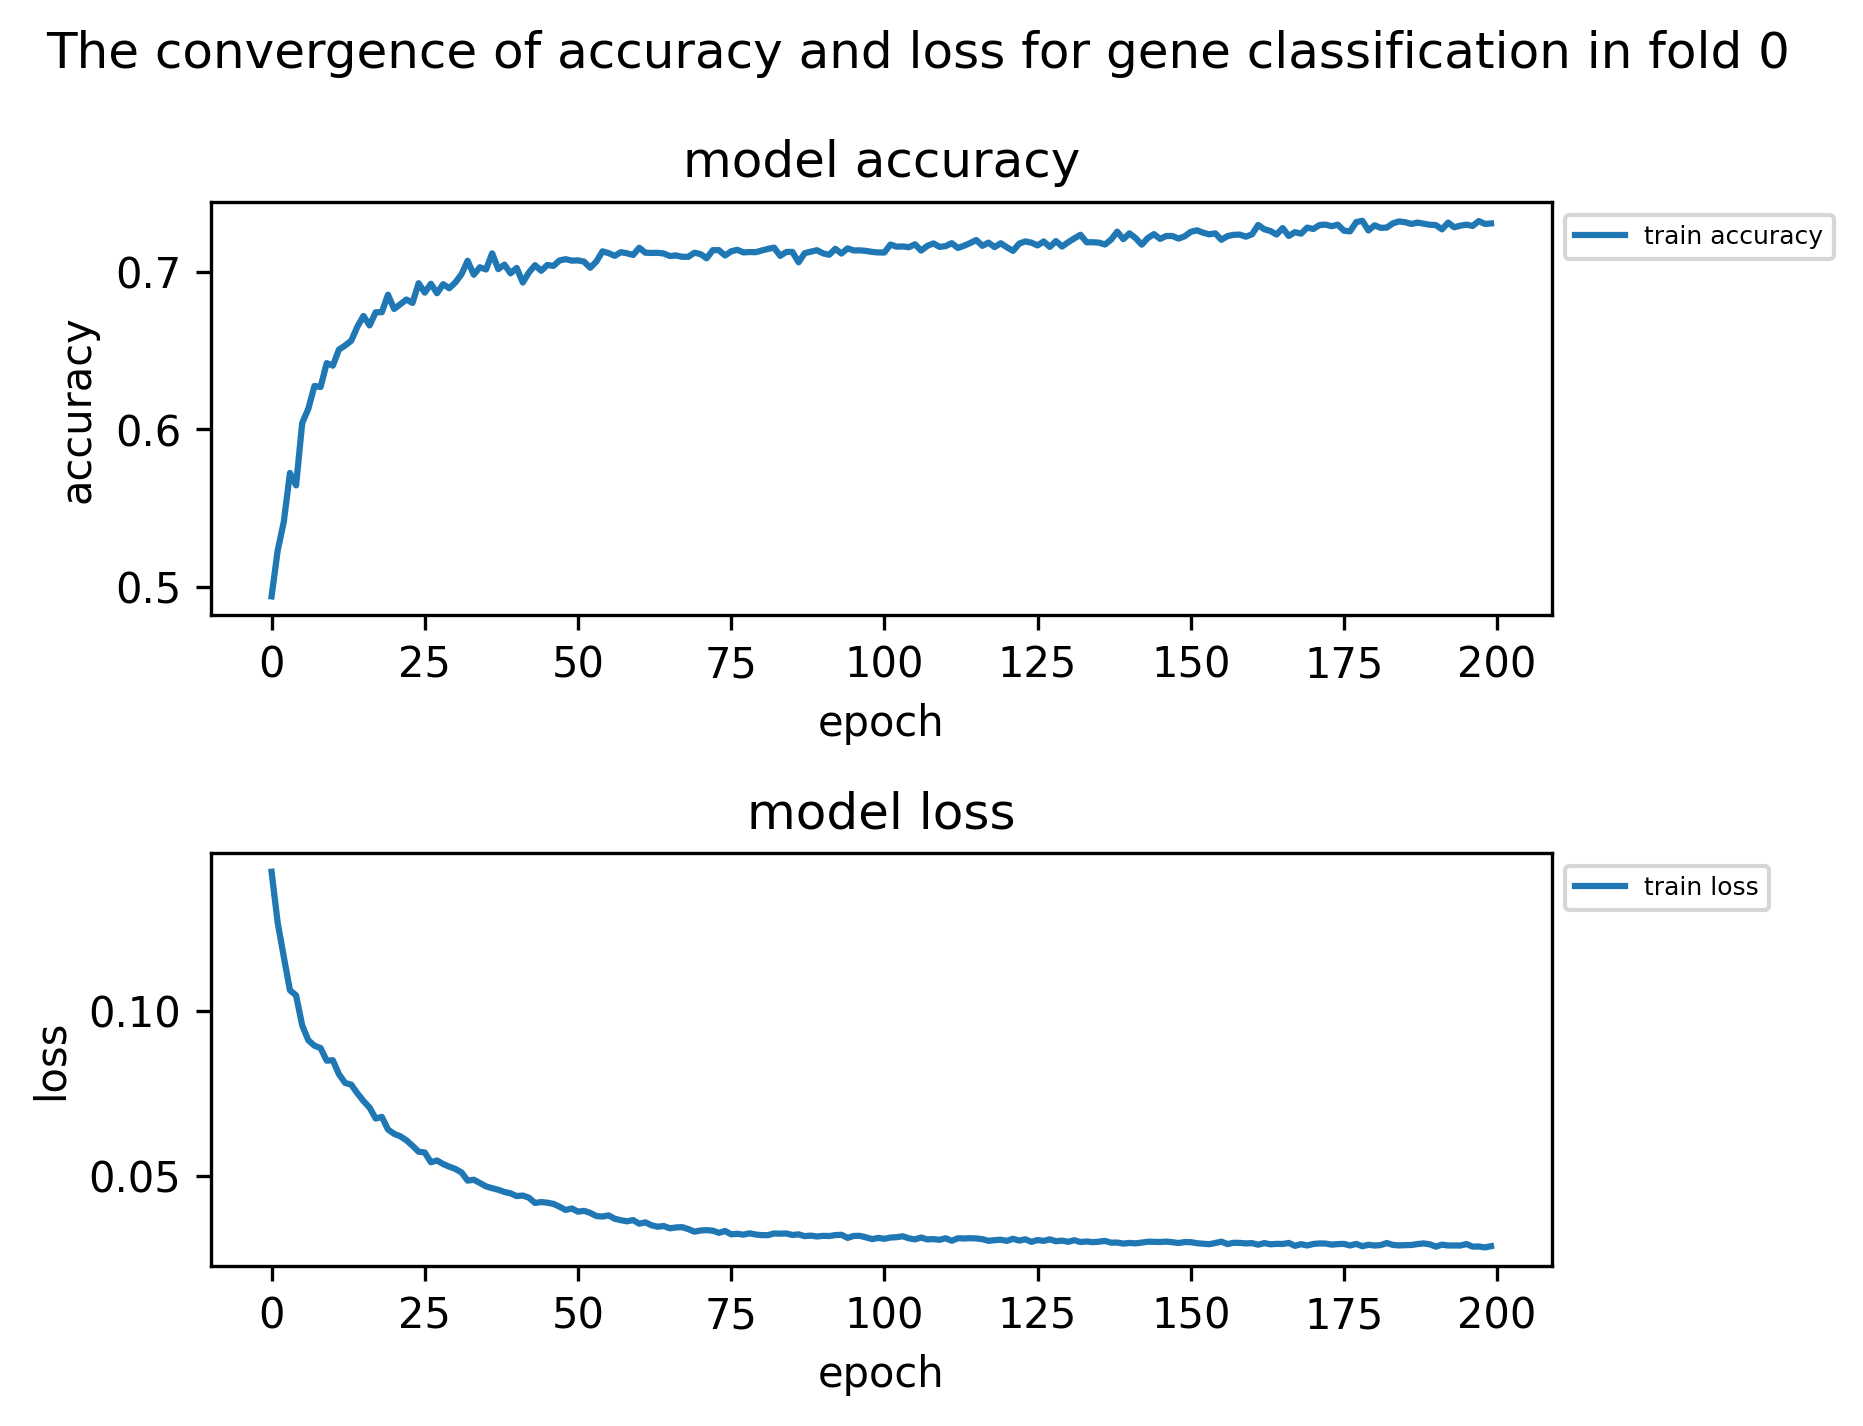 The convergence of accuracy and loss for gene classification in fold 0
model accuracy
train accuracy
0.7
0.6
0.5
accuracy
0 25 50 75 100 125 150 175 200
epoch
model loss
train loss
0.10
0.05
loss
0 25 50 75 100 125 150 175 200
epoch